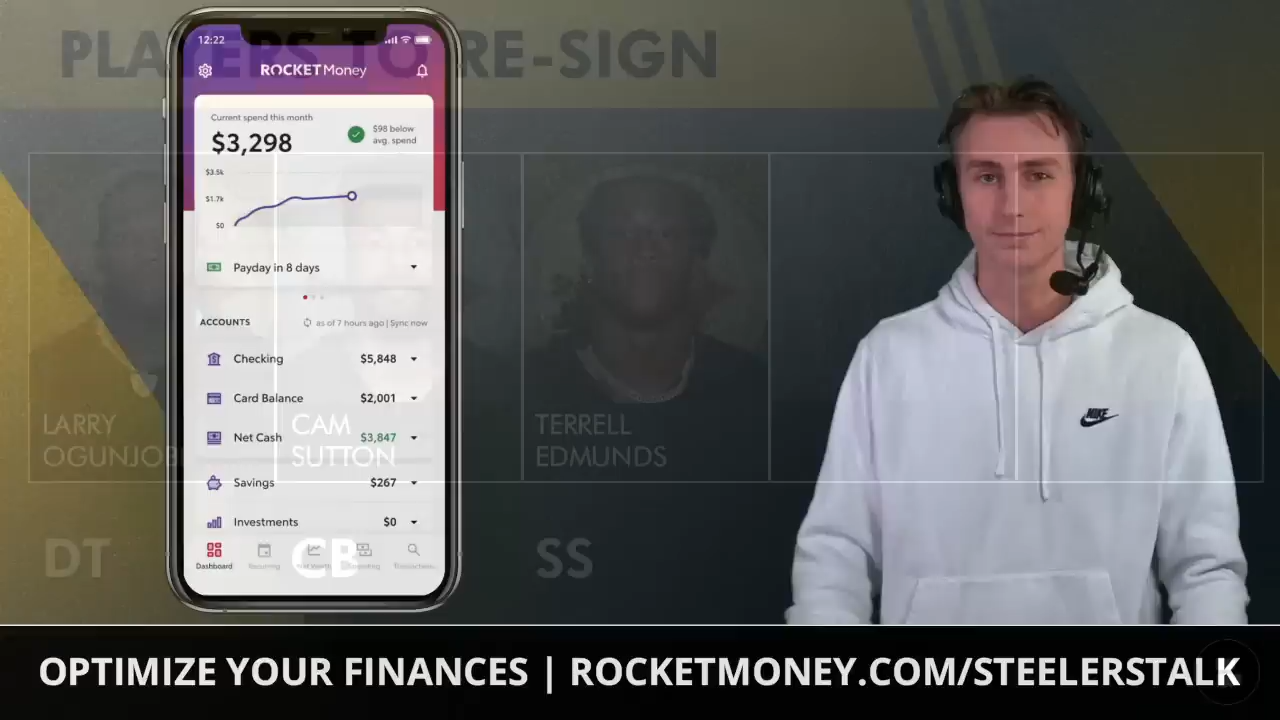 PLAYERS TO RE-SIGN
12:22
ROCKET Money
Current spend this month
$3,298
$98 below
avg. spend
$3.5k
$1.7k
$0
Payday in 8 days
ACCOUNTS
as of 7 hours ago | Sync now
Checking
$5,848
Card Balance
$2,001
Net Cash
$3,847
Savings
$267
Investments
$0
Dashboard
Recurring
LARRY
OGUNJOBI
CAM
SUTTON
TERRELL
EDMUNDS
DT
CB
SS
NIKE
OPTIMIZE YOUR FINANCES | ROCKETMONEY.COM/STEELERSTALK